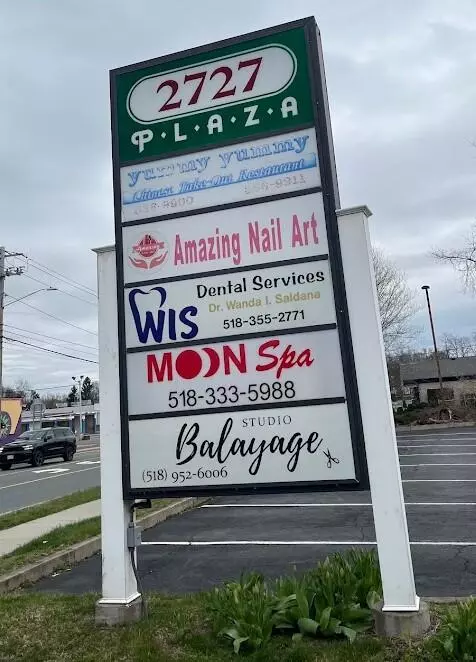 2727
P·L·A·Z·A
yummy yummy
Chinese Take-Out Restaurant
Amazing Nail Art
Dental Services
Dr. Wanda I. Saldana
WIS
518-355-2771
MOON Spa
518-333-5988
STUDIO
Balayage
(518) 952-6006